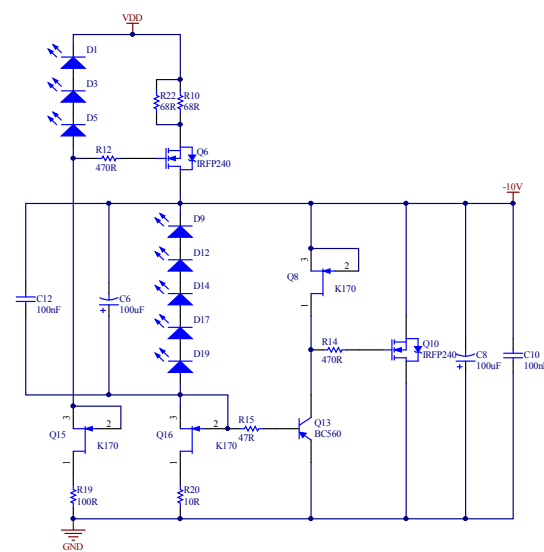 VDD
D1
D3
D5
R22
68R
R10
68R
Q6
IRFP240
R12
470R
-10V
D9
D12
D14
D17
D19
C12
100nF
C6
+
100uF
3
2
Q8
K170
1
R14
470R
Q10
IRFP240
C8
100uF
+
C10
100n
3
2
Q15
K170
1
3
2
Q16
K170
1
R15
47R
Q13
BC560
R19
100R
R20
10R
GND